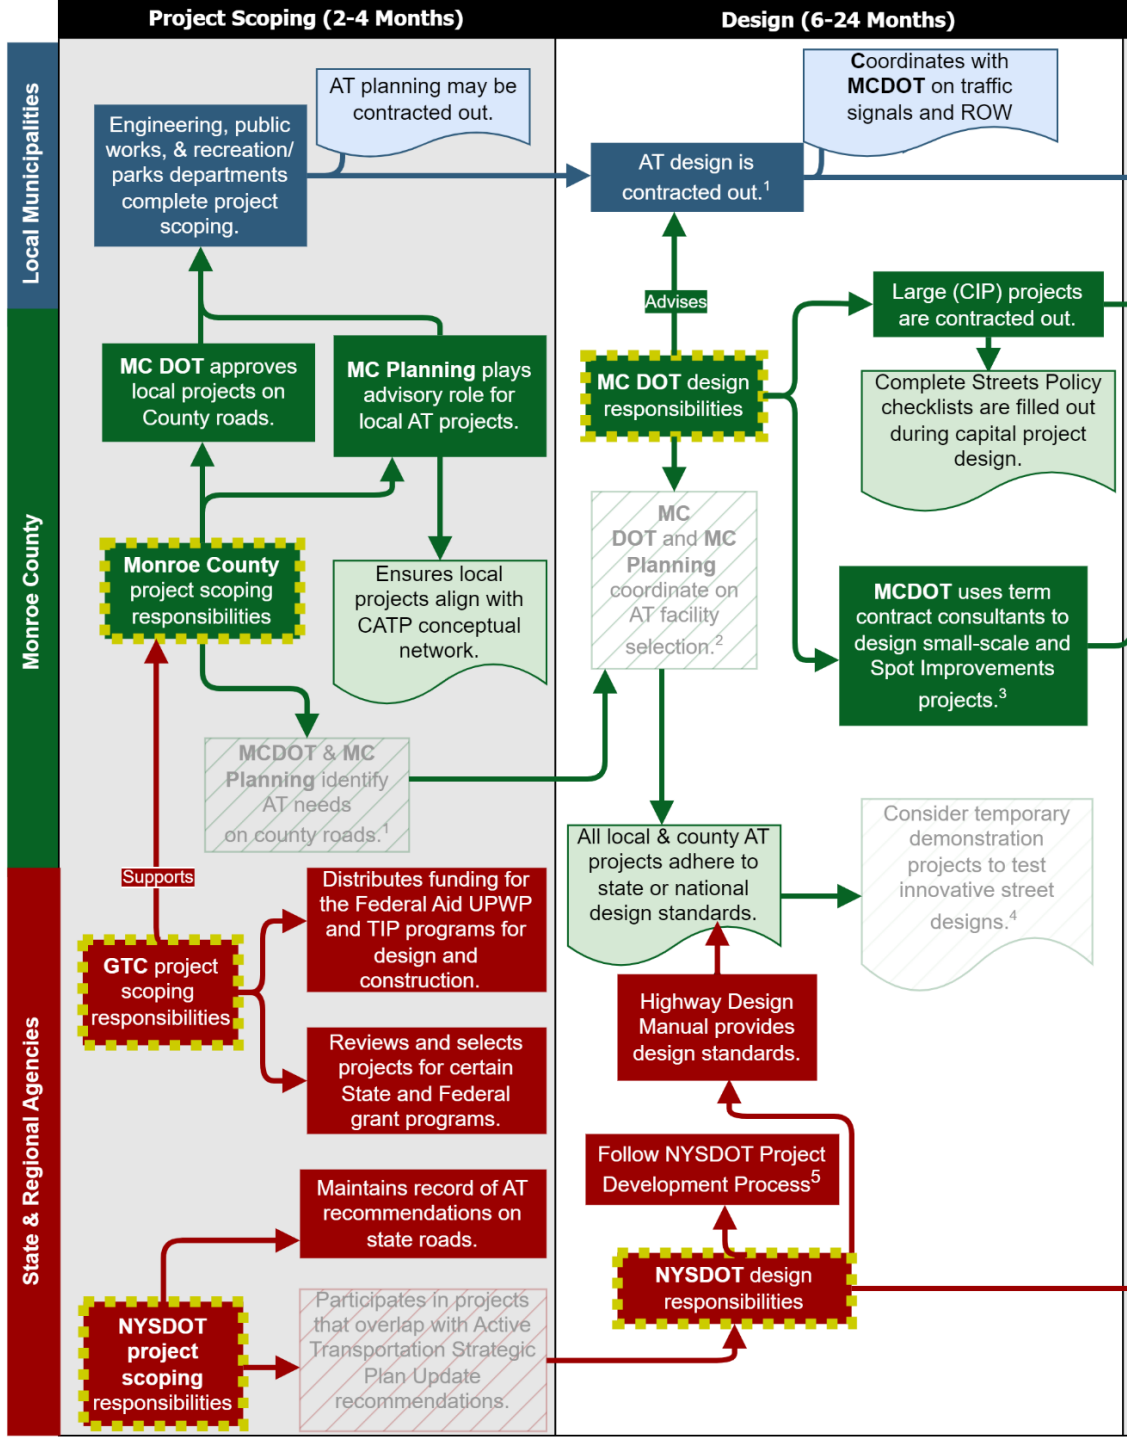 Project Scoping (2-4 Months)
Design (6-24 Months)
Local Municipalities
Engineering, public
works, & recreation/
parks departments
complete project
scoping.
AT planning may be
contracted out.
AT design is
contracted out.1
Coordinates with
MCDOT on traffic
signals and ROW
Monroe County
MC DOT approves
local projects on
County roads.
MC Planning plays
advisory role for
local AT projects.
Monroe County
project scoping
responsibilities
Ensures local
projects align with
CATP conceptual
network.
MCDOT & MC
Planning identify
AT needs
on county roads.1
Advises
MC DOT design
responsibilities
Large (CIP) projects
are contracted out.
Complete Streets Policy
checklists are filled out
during capital project
design.
MC
DOT and MC
Planning
coordinate on
AT facility
selection.2
MCDOT uses term
contract consultants to
design small-scale and
Spot Improvements
projects.3
All local & county AT
projects adhere to
state or national
design standards.
Consider temporary
demonstration
projects to test
innovative street
designs.4
State & Regional Agencies
Supports
GTC project
scoping
responsibilities
Distributes funding for
the Federal Aid UPWP
and TIP programs for
design and
construction.
Reviews and selects
projects for certain
State and Federal
grant programs.
Maintains record of AT
recommendations on
state roads.
NYSDOT
project
scoping
responsibilities
Participates in projects
that overlap with Active
Transportation Strategic
Plan Update
recommendations.
Highway Design
Manual provides
design standards.
Follow NYSDOT Project
Development Process5
NYSDOT design
responsibilities